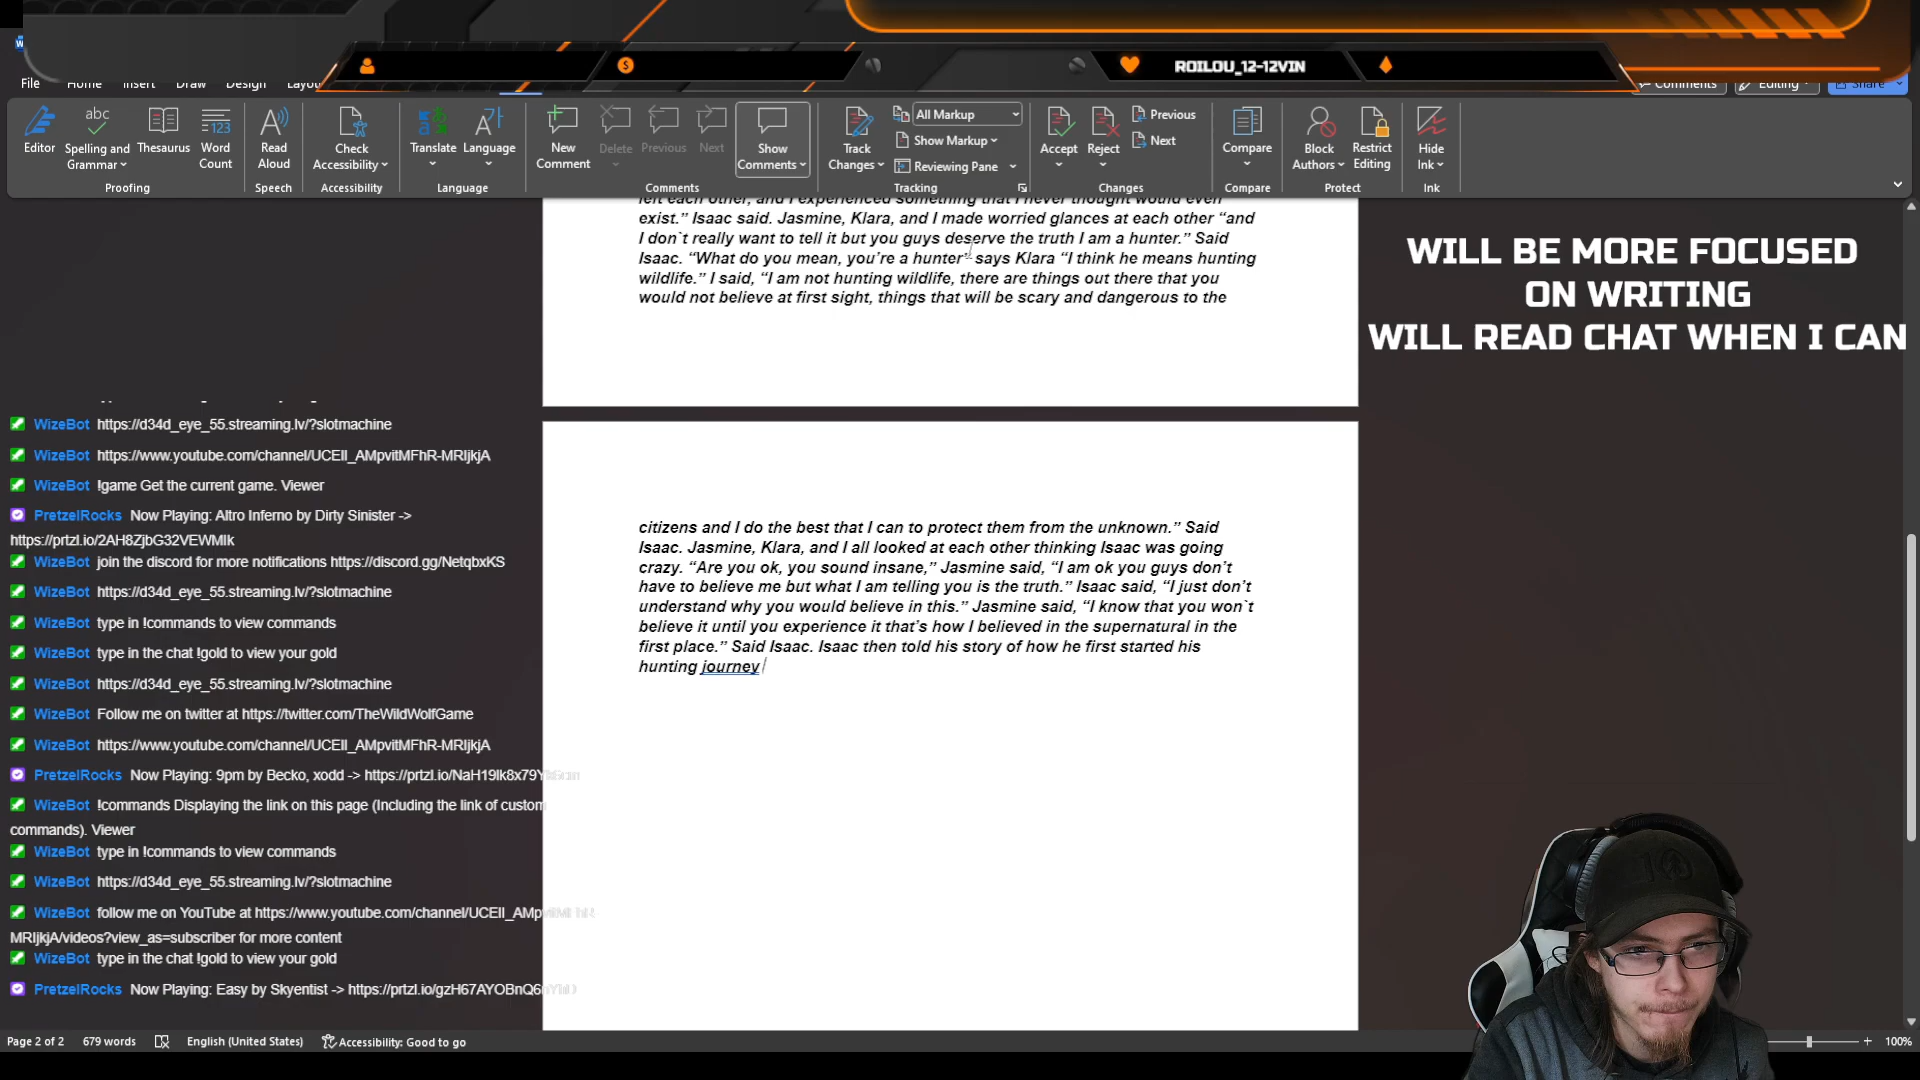 ROILOU_12-12VIN
File Home Insert Draw Design Comments Editing Share
Editor
Spelling and Grammar
Thesaurus
Word Count
Proofing
Read Aloud
Speech
Check Accessibility
Accessibility
Translate
Language
Language
New Comment
Delete
Previous
Next
Show Comments
Comments
Track Changes
All Markup
Show Markup
Reviewing Pane
Tracking
Accept
Reject
Previous
Next
Changes
Compare
Compare
Block Authors
Restrict Editing
Protect
Hide Ink
Ink
left each other, and I experienced something that I never thought would even
exist.” Isaac said. Jasmine, Klara, and I made worried glances at each other “and
I don`t really want to tell it but you guys deserve the truth I am a hunter.” Said
Isaac. “What do you mean, you’re a hunter” says Klara “I think he means hunting
wildlife.” I said, “I am not hunting wildlife, there are things out there that you
would not believe at first sight, things that will be scary and dangerous to the
citizens and I do the best that I can to protect them from the unknown.” Said
Isaac. Jasmine, Klara, and I all looked at each other thinking Isaac was going
crazy. “Are you ok, you sound insane,” Jasmine said, “I am ok you guys don’t
have to believe me but what I am telling you is the truth.” Isaac said, “I just don’t
understand why you would believe in this.” Jasmine said, “I know that you won`t
believe it until you experience it that’s how I believed in the supernatural in the
first place.” Said Isaac. Isaac then told his story of how he first started his
hunting journey
WILL BE MORE FOCUSED
ON WRITING
WILL READ CHAT WHEN I CAN
WizeBot https://d34d_eye_55.streaming.lv/?slotmachine
WizeBot https://www.youtube.com/channel/UCEIl_AMpvitMFhR-MRIjkjA
WizeBot !game Get the current game. Viewer
PretzelRocks Now Playing: Altro Inferno by Dirty Sinister ->
https://prtzl.io/2AH8ZjbG32VEWMIk
WizeBot join the discord for more notifications https://discord.gg/NetqbxKS
WizeBot https://d34d_eye_55.streaming.lv/?slotmachine
WizeBot type in !commands to view commands
WizeBot type in the chat !gold to view your gold
WizeBot https://d34d_eye_55.streaming.lv/?slotmachine
WizeBot Follow me on twitter at https://twitter.com/TheWildWolfGame
WizeBot https://www.youtube.com/channel/UCEIl_AMpvitMFhR-MRIjkjA
PretzelRocks Now Playing: 9pm by Becko, xodd ->
WizeBot !commands Displaying the link on this page (Including the link of custom
commands). Viewer
WizeBot type in !commands to view commands
WizeBot https://d34d_eye_55.streaming.lv/?slotmachine
WizeBot follow me on YouTube at
MRIjkjA/videos?view_as=subscriber for more content
WizeBot type in the chat !gold to view your gold
PretzelRocks Now Playing: Easy by Skyentist ->
Page 2 of 2 679 words English (United States) Accessibility: Good to go 100%